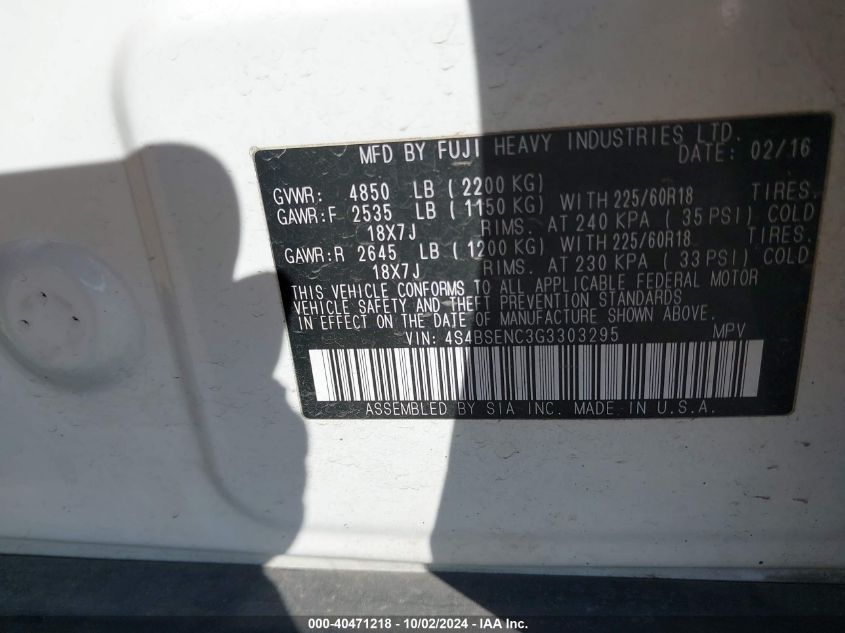 MFD BY FUJI HEAVY INDUSTRIES LTD.
DATE: 02/16
GVWR: 4850 LB ( 2200 KG)
GAWR:F 2535 LB ( 1150 KG) WITH 225/60R18 TIRES.
18X7J RIMS. AT 240 KPA ( 35 PSI) COLD
GAWR:R 2645 LB ( 1200 KG) WITH 225/60R18 TIRES.
18X7J RIMS. AT 230 KPA ( 33 PSI) COLD
THIS VEHICLE CONFORMS TO ALL APPLICABLE FEDERAL MOTOR
VEHICLE SAFETY AND THEFT PREVENTION STANDARDS
IN EFFECT ON THE DATE OF MANUFACTURE SHOWN ABOVE.
VIN: 4S4BSENC3G3303295 MPV
ASSEMBLED BY SIA INC. MADE IN U.S.A.
000-40471218 - 10/02/2024 - IAA Inc.